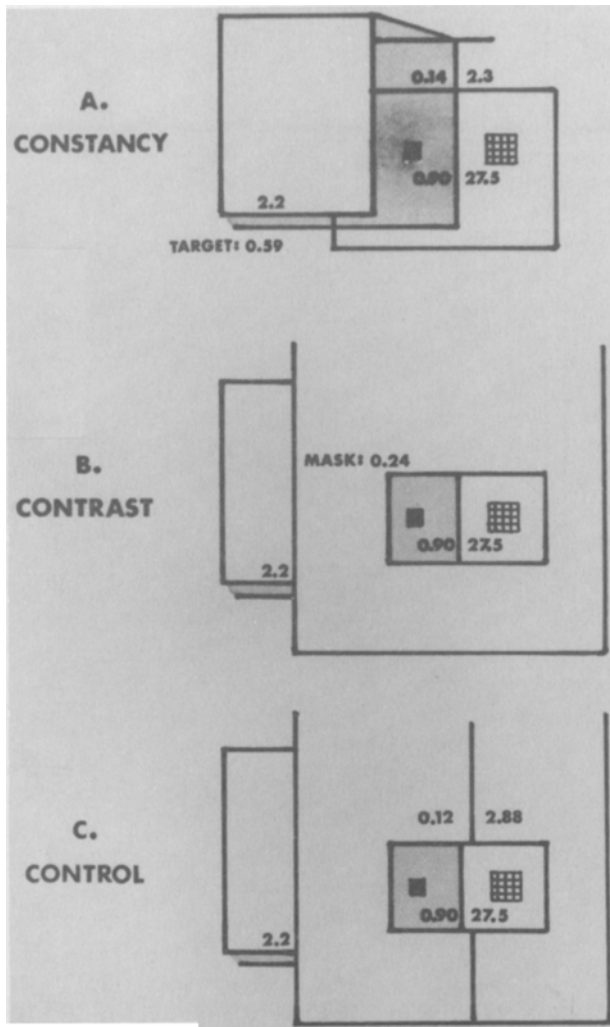 A.
CONSTANCY
0.14 2.3
0.90 27.5
2.2
TARGET: 0.59
B.
CONTRAST
MASK: 0.24
0.90 27.5
2.2
C.
CONTROL
0.12 2.88
0.90 27.5
2.2